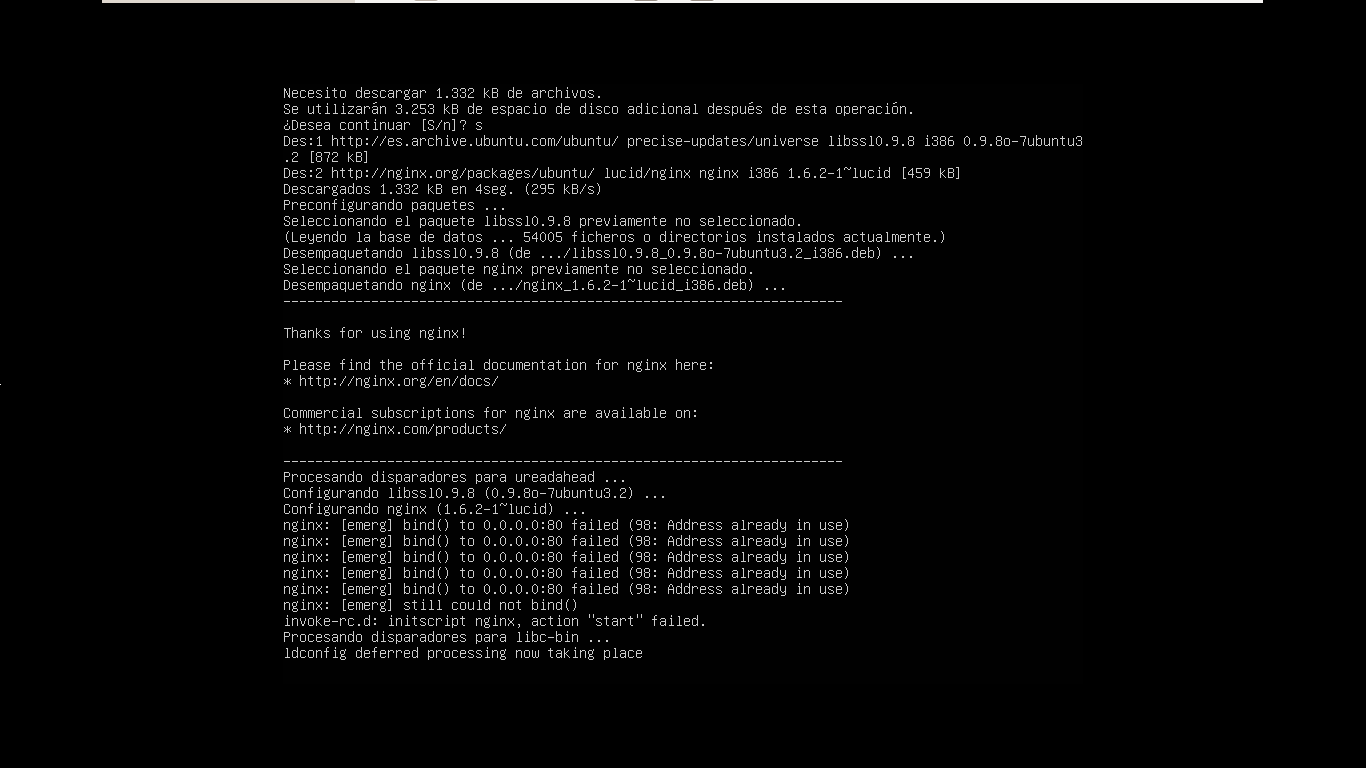 Necesito descargar 1.332 kB de archivos.
Se utilizarán 3.253 kB de espacio de disco adicional después de esta operación.
¿Desea continuar [S/n]? s
Des:1 http://es.archive.ubuntu.com/ubuntu/ precise-updates/universe libssl0.9.8 i386 0.9.8o-7ubuntu3
.2 [872 kB]
Des:2 http://nginx.org/packages/ubuntu/ lucid/nginx nginx i386 1.6.2-1~lucid [459 kB]
Descargados 1.332 kB en 4seg. (295 kB/s)
Preconfigurando paquetes ...
Seleccionando el paquete libssl0.9.8 previamente no seleccionado.
(Leyendo la base de datos ... 54005 ficheros o directorios instalados actualmente.)
Desempaquetando libssl0.9.8 (de .../libssl0.9.8_0.9.8o-7ubuntu3.2_i386.deb) ...
Seleccionando el paquete nginx previamente no seleccionado.
Desempaquetando nginx (de .../nginx_1.6.2-1~lucid_i386.deb) ...
----------------------------------------------------------------------
Thanks for using nginx!
Please find the official documentation for nginx here:
* http://nginx.org/en/docs/
Commercial subscriptions for nginx are available on:
* http://nginx.com/products/
----------------------------------------------------------------------
Procesando disparadores para ureadahead ...
Configurando libssl0.9.8 (0.9.8o-7ubuntu3.2) ...
Configurando nginx (1.6.2-1~lucid) ...
nginx: [emerg] bind() to 0.0.0.0:80 failed (98: Address already in use)
nginx: [emerg] bind() to 0.0.0.0:80 failed (98: Address already in use)
nginx: [emerg] bind() to 0.0.0.0:80 failed (98: Address already in use)
nginx: [emerg] bind() to 0.0.0.0:80 failed (98: Address already in use)
nginx: [emerg] bind() to 0.0.0.0:80 failed (98: Address already in use)
nginx: [emerg] still could not bind()
invoke-rc.d: initscript nginx, action "start" failed.
Procesando disparadores para libc-bin ...
ldconfig deferred processing now taking place